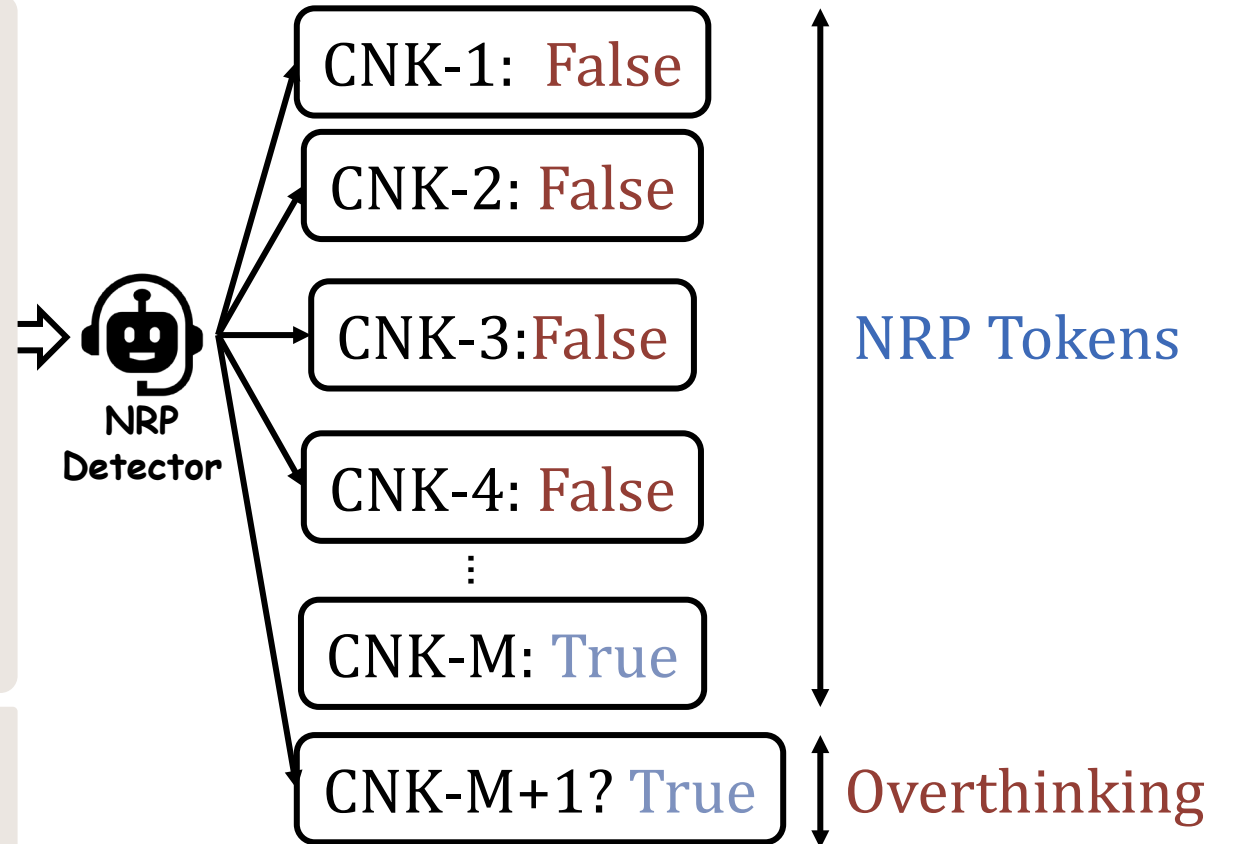 CNK-1: False
CNK-2: False
CNK-3:False
NRP Tokens
NRP
Detector
CNK-4: False
⋮
CNK-M: True
CNK-M+1? True
Overthinking